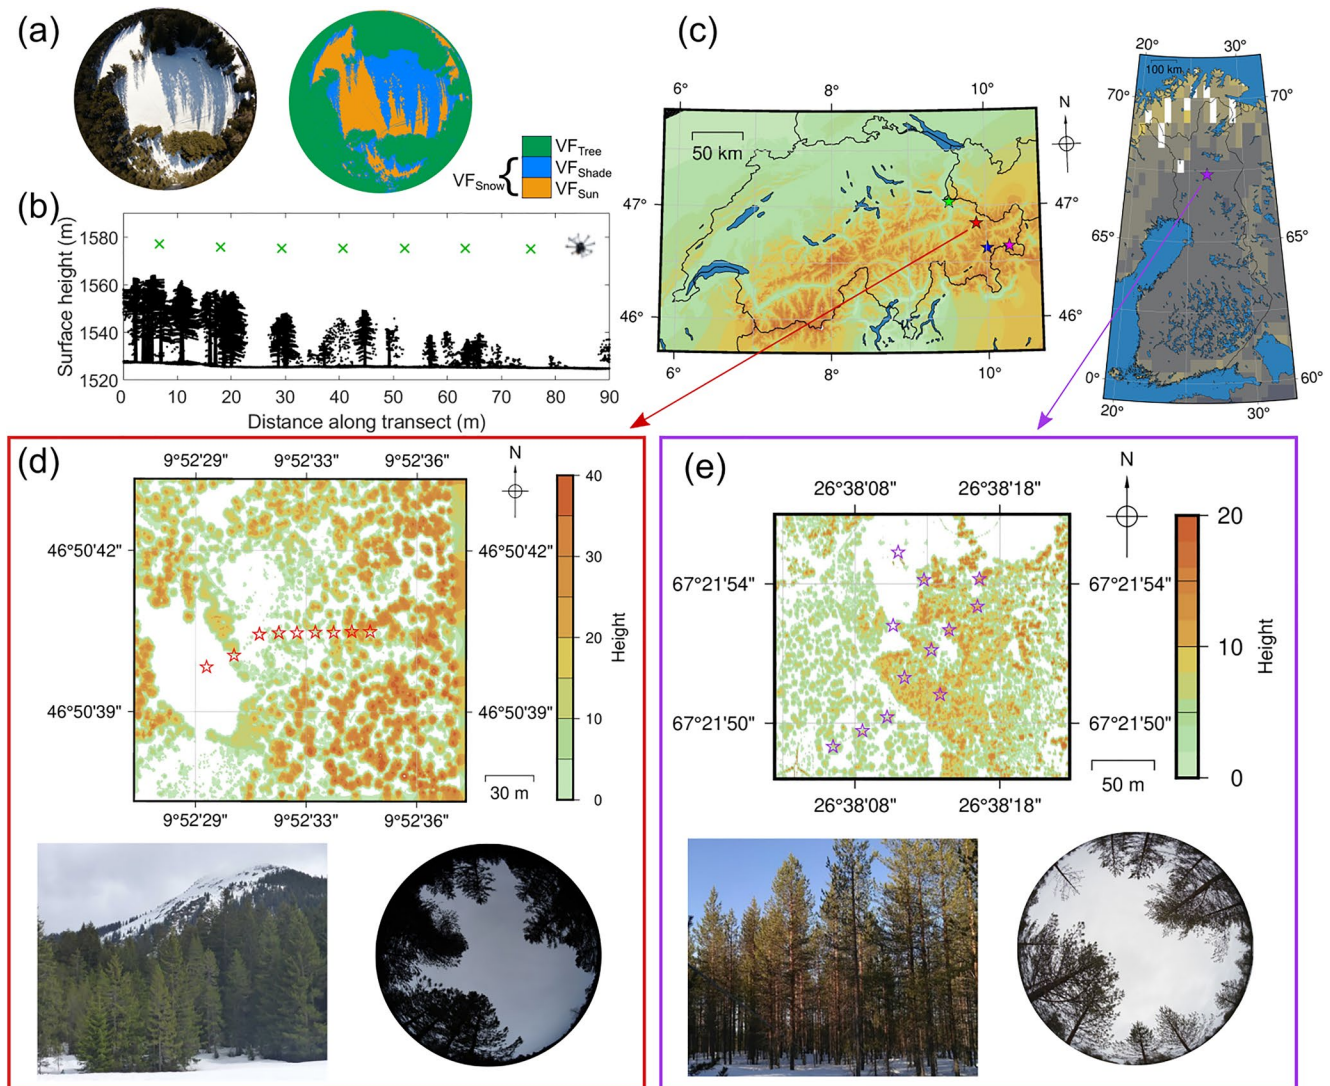 (a)
VFTree
VFShade
VFSun
VFSnow
(b)
Surface height (m)
1580
1560
1540
1520
0 10 20 30 40 50 60 70 80 90
Distance along transect (m)
(c)
6° 8° 10°
N
50 km
47° 47°
46° 46°
6° 8° 10°
20° 30°
100 km
70° 70°
65° 65°
0° 60°
20° 30°
(d)
9°52'29" 9°52'33" 9°52'36"
N
46°50'42" 46°50'42"
46°50'39" 46°50'39"
9°52'29" 9°52'33" 9°52'36"
30 m
40
30
20
10
0
Height
(e)
26°38'08" 26°38'18"
N
67°21'54" 67°21'54"
67°21'50" 67°21'50"
26°38'08" 26°38'18"
50 m
20
10
0
Height